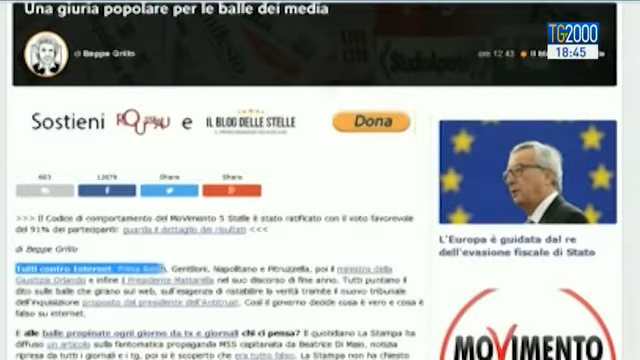 Una giuria popolare per le balle dei media
TG2000
18:45
di Beppe Grillo
ore 12:43
Sostieni ROUSSEAU e IL BLOG DELLE STELLE
Dona
603 12079 Share Share
>>> Il Codice di comportamento del MoVimento 5 Stelle è stato ratificato con il voto favorevole
del 91% dei partecipanti: guarda il dettaglio dei risultati <<<
di Beppe Grillo
Tutti contro Internet. Prima Renzi, Gentiloni, Napolitano e Pitruzzella, poi il ministro della
Giustizia Orlando e infine il Presidente Mattarella nel suo discorso di fine anno. Tutti puntano il
dito sulle balle che girano sul web, sull'esigenza di ristabilire la verità tramite il nuovo tribunale
dell'inquisizione proposto dal presidente dell'Antitrust. Così il governo decide cosa è vero e cosa è
falso su internet.
E alle balle propinate ogni giorno da tv e giornali chi ci pensa? Il quotidiano La Stampa ha
diffuso un articolo sulla fantomatica propaganda M5S capitanata da Beatrice Di Maio, notizia
ripresa da tutti i giornali e i tg, poi si è scoperto che era tutto falso. La Stampa non ha chiesto
L'Europa è guidata dal re
dell'evasione fiscale di Stato
MOVIMENTO